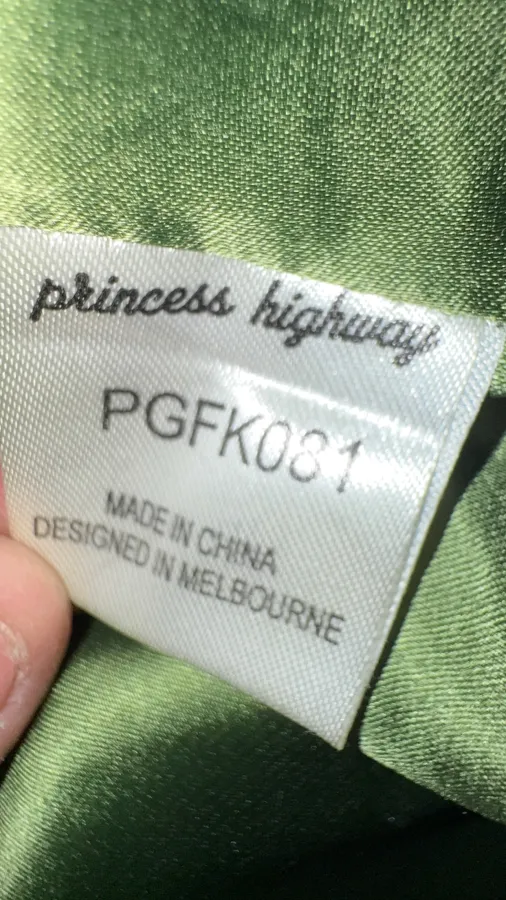 princess highway
PGFK081
MADE IN CHINA
DESIGNED IN MELBOURNE